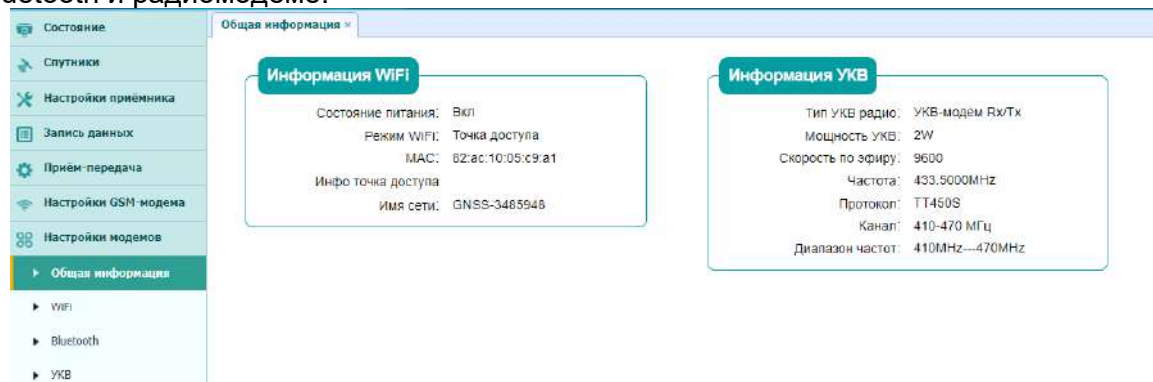 uetooth и радиомодеме.
Состояние
Спутники
Настройки приёмника
Запись данных
Приём-передача
Настройки GSM-модема
Настройки модемов
Общая информация
WiFi
Bluetooth
УКВ
Общая информация ×
Информация WiFi
Состояние питания: Вкл
Режим WIFI: Точка доступа
MAC: 62:ac:10:05:c9:a1
Инфо точка доступа
Имя сети: GNSS-3485948
Информация УКВ
Тип УКВ радио: УКВ-модем Rx/Tx
Мощность УКВ: 2W
Скорость по эфиру: 9600
Частота: 433.5000MHz
Протокол: TT450S
Канал: 410-470 МГц
Диапазон частот: 410MHz---470MHz